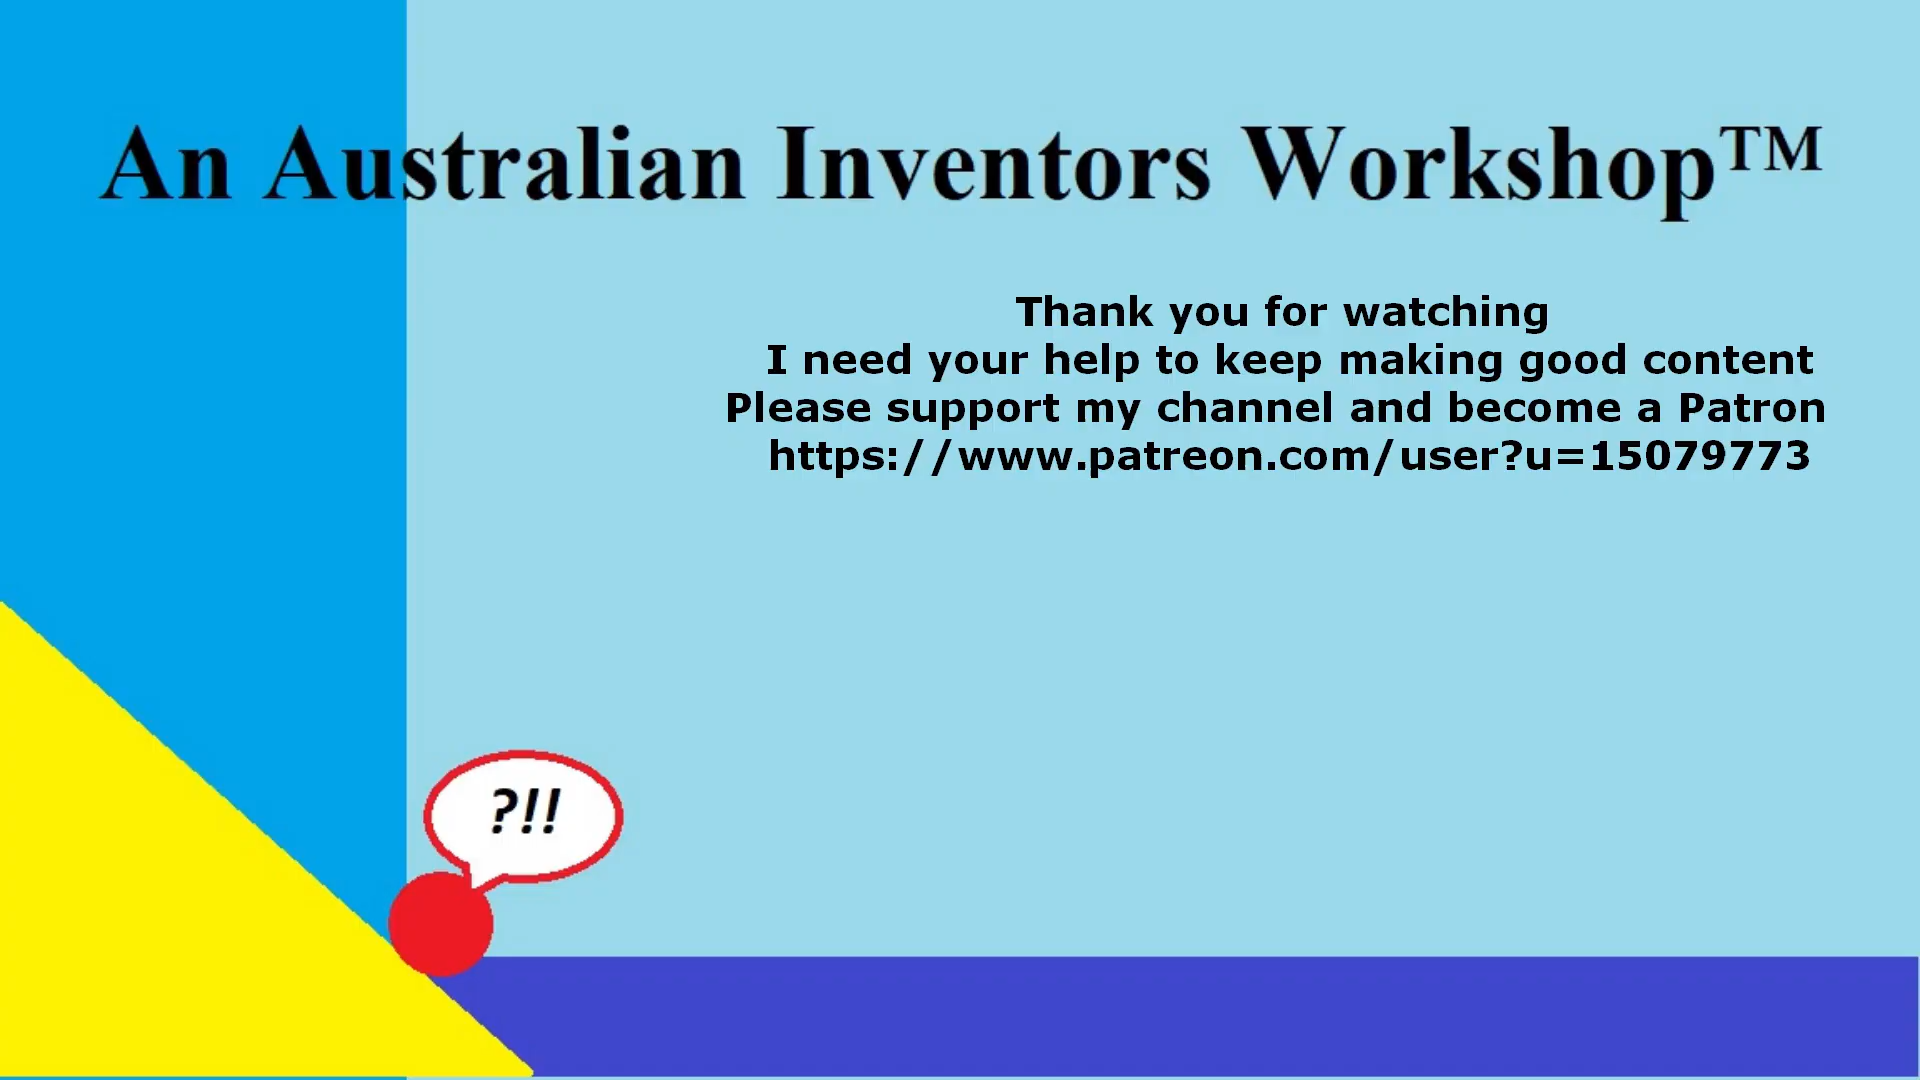 An Australian Inventors Workshop™
Thank you for watching
I need your help to keep making good content
Please support my channel and become a Patron
https://www.patreon.com/user?u=15079773
?!!